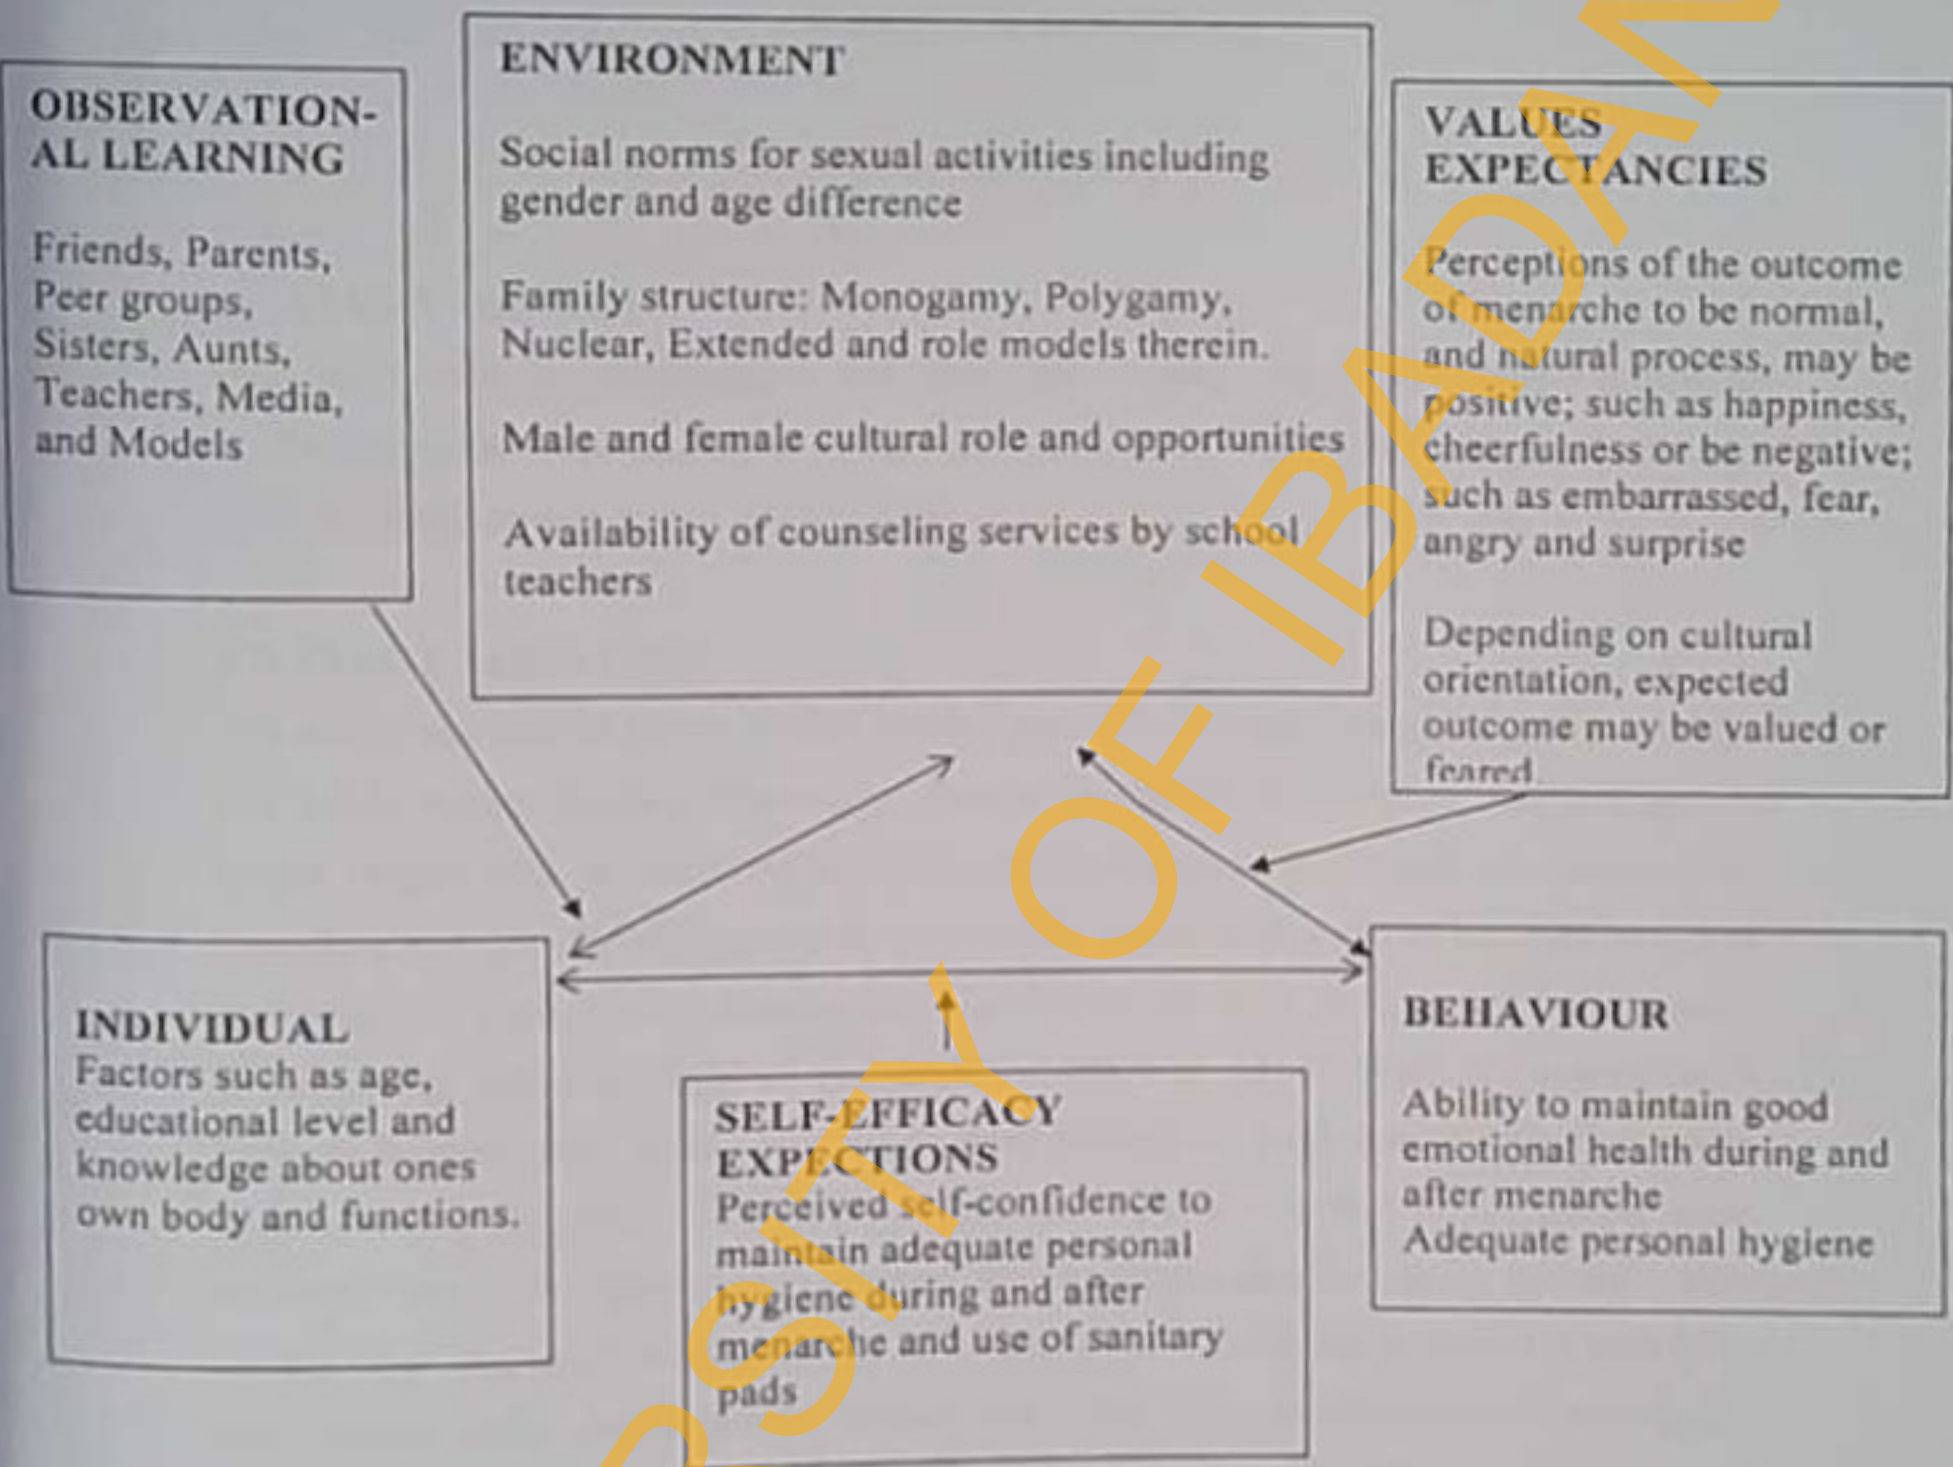 OBSERVATION-
AL LEARNING
Friends, Parents,
Peer groups,
Sisters, Aunts,
Teachers, Media,
and Models
ENVIRONMENT
Social norms for sexual activities including
gender and age difference
Family structure: Monogamy, Polygamy,
Nuclear, Extended and role models therein.
Male and female cultural role and opportunities
Availability of counseling services by school
teachers
VALUES
EXPECTANCIES
Perceptions of the outcome
of menarche to be normal,
and natural process, may be
positive; such as happiness,
cheerfulness or be negative;
such as embarrassed, fear,
angry and surprise
Depending on cultural
orientation, expected
outcome may be valued or
feared
INDIVIDUAL
Factors such as age,
educational level and
knowledge about ones
own body and functions.
SELF-EFFICACY
EXPECTIONS
Perceived self-confidence to
maintain adequate personal
hygiene during and after
menarche and use of sanitary
pads
BEHAVIOUR
Ability to maintain good
emotional health during and
after menarche
Adequate personal hygiene
RSITY OF IBADAN